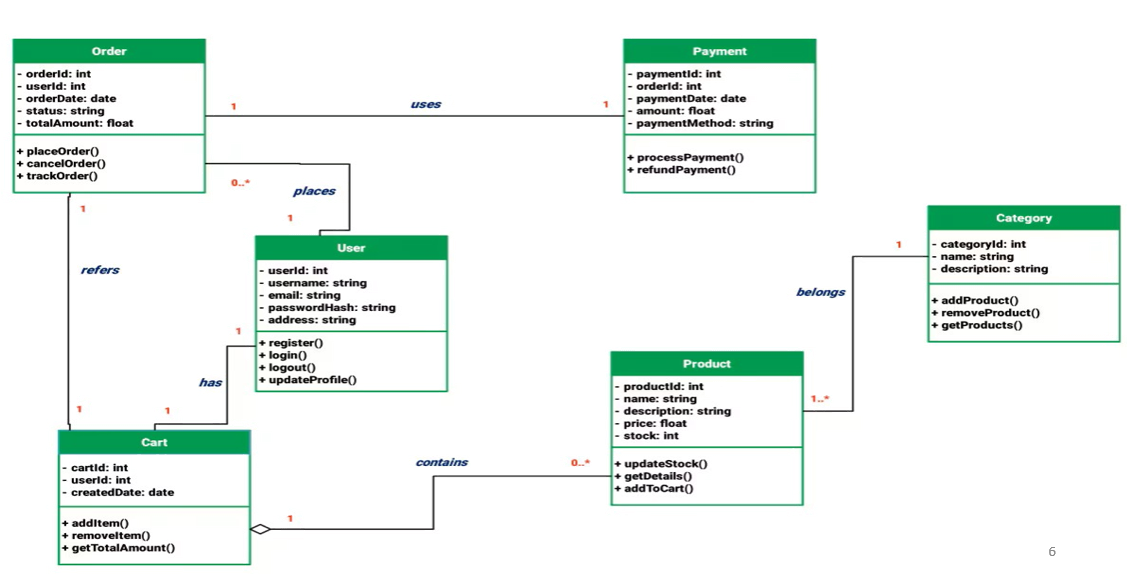 Order
- orderId: int
- userId: int
- orderDate: date
- status: string
- totalAmount: float
+ placeOrder()
+ cancelOrder()
+ trackOrder()
1
uses
1
Payment
- paymentId: int
- orderId: int
- paymentDate: date
- amount: float
- paymentMethod: string
+ processPayment()
+ refundPayment()
0..*
places
1
1
refers
1
User
- userId: int
- username: string
- email: string
- passwordHash: string
- address: string
+ register()
+ login()
+ logout()
+ updateProfile()
1
has
1
Category
- categoryId: int
- name: string
- description: string
+ addProduct()
+ removeProduct()
+ getProducts()
1
belongs
1..*
Product
- productId: int
- name: string
- description: string
- price: float
- stock: int
+ updateStock()
+ getDetails()
+ addToCart()
Cart
- cartId: int
- userId: int
- createdDate: date
+ addItem()
+ removeItem()
+ getTotalAmount()
contains
0..*
1
6